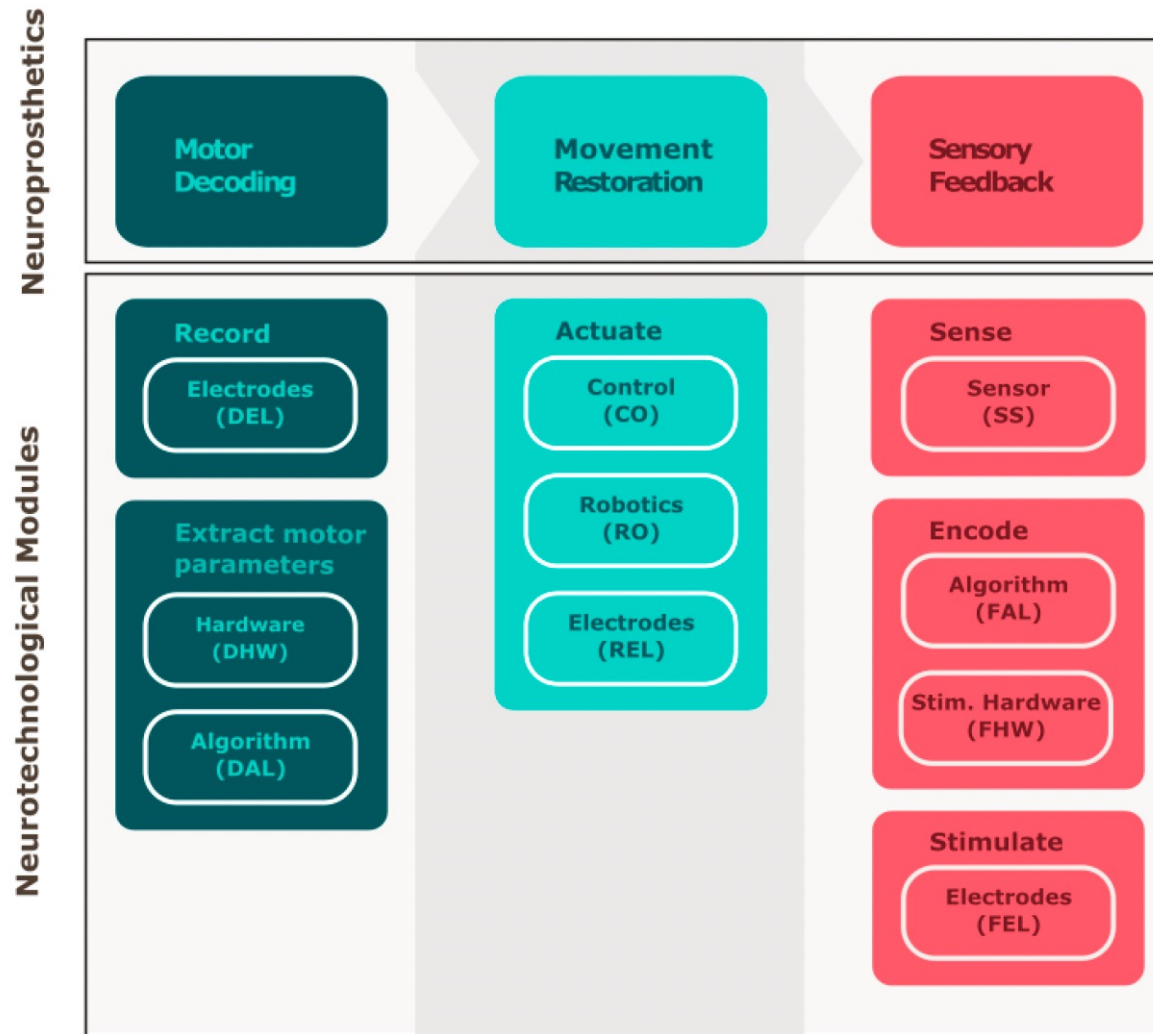 Neuroprosthetics
Motor
Decoding
Movement
Restoration
Sensory
Feedback
Neurotechnological Modules
Record
Electrodes
(DEL)
Extract motor
parameters
Hardware
(DHW)
Algorithm
(DAL)
Actuate
Control
(CO)
Robotics
(RO)
Electrodes
(REL)
Sense
Sensor
(SS)
Encode
Algorithm
(FAL)
Stim. Hardware
(FHW)
Stimulate
Electrodes
(FEL)